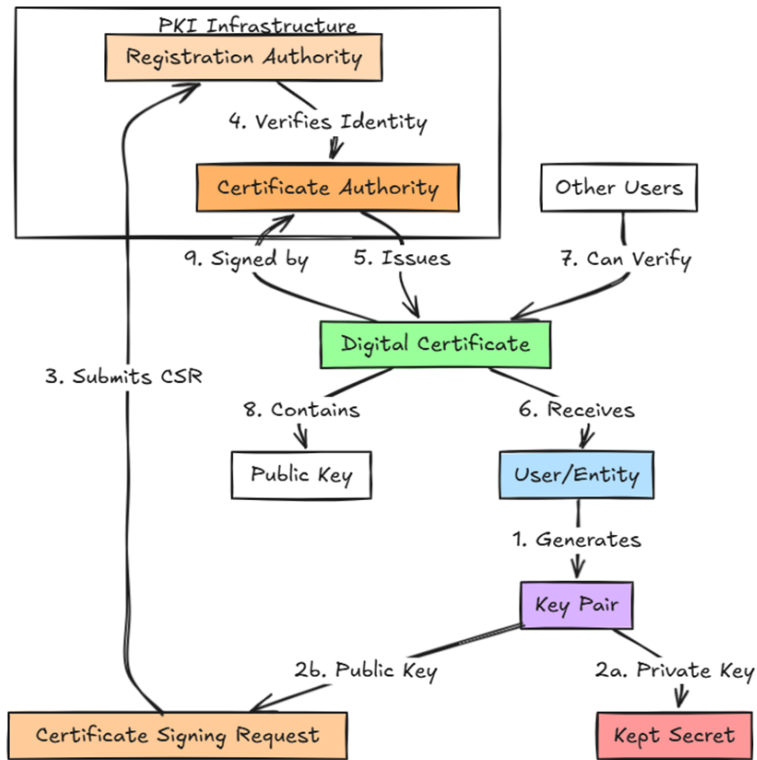 PKI Infrastructure
Registration Authority
4. Verifies Identity
Certificate Authority
Other Users
9. Signed by
5. Issues
7. Can Verify
Digital Certificate
3. Submits CSR
8. Contains
6. Receives
Public Key
User/Entity
1. Generates
Key Pair
2b. Public Key
2a. Private Key
Certificate Signing Request
Kept Secret